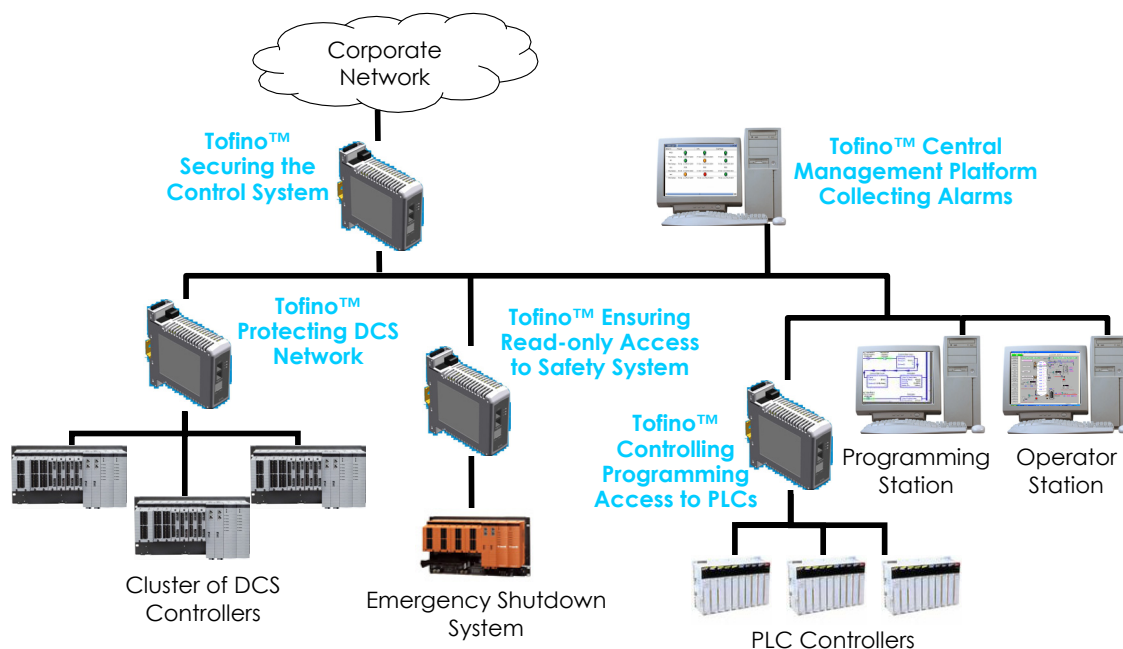 Corporate
Network
Tofino™
Securing the
Control System
Tofino™ Central
Management Platform
Collecting Alarms
Tofino™
Protecting DCS
Network
Tofino™ Ensuring
Read-only Access
to Safety System
Tofino™
Controlling
Programming
Access to PLCs
Programming
Station
Operator
Station
Cluster of DCS
Controllers
Emergency Shutdown
System
PLC Controllers